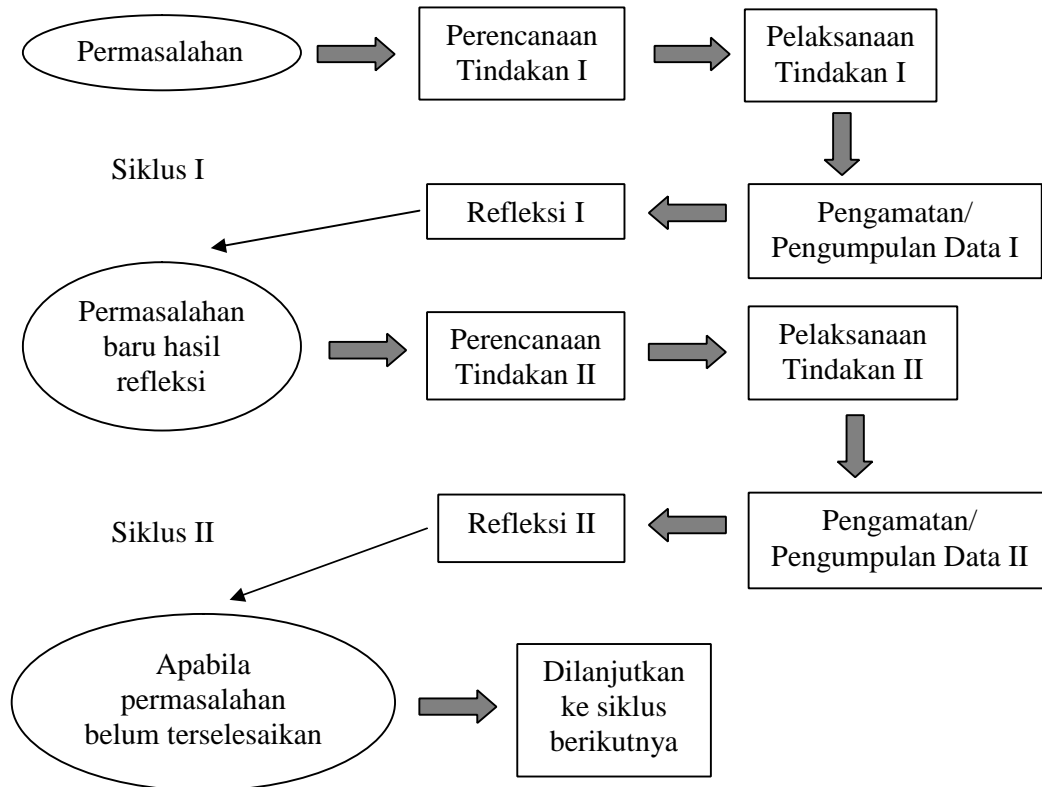 Permasalahan
Perencanaan
Tindakan I
Pelaksanaan
Tindakan I
Siklus I
Refleksi I
Pengamatan/
Pengumpulan Data I
Permasalahan
baru hasil
refleksi
Perencanaan
Tindakan II
Pelaksanaan
Tindakan II
Siklus II
Refleksi II
Pengamatan/
Pengumpulan Data II
Apabila
permasalahan
belum terselesaikan
Dilanjutkan
ke siklus
berikutnya